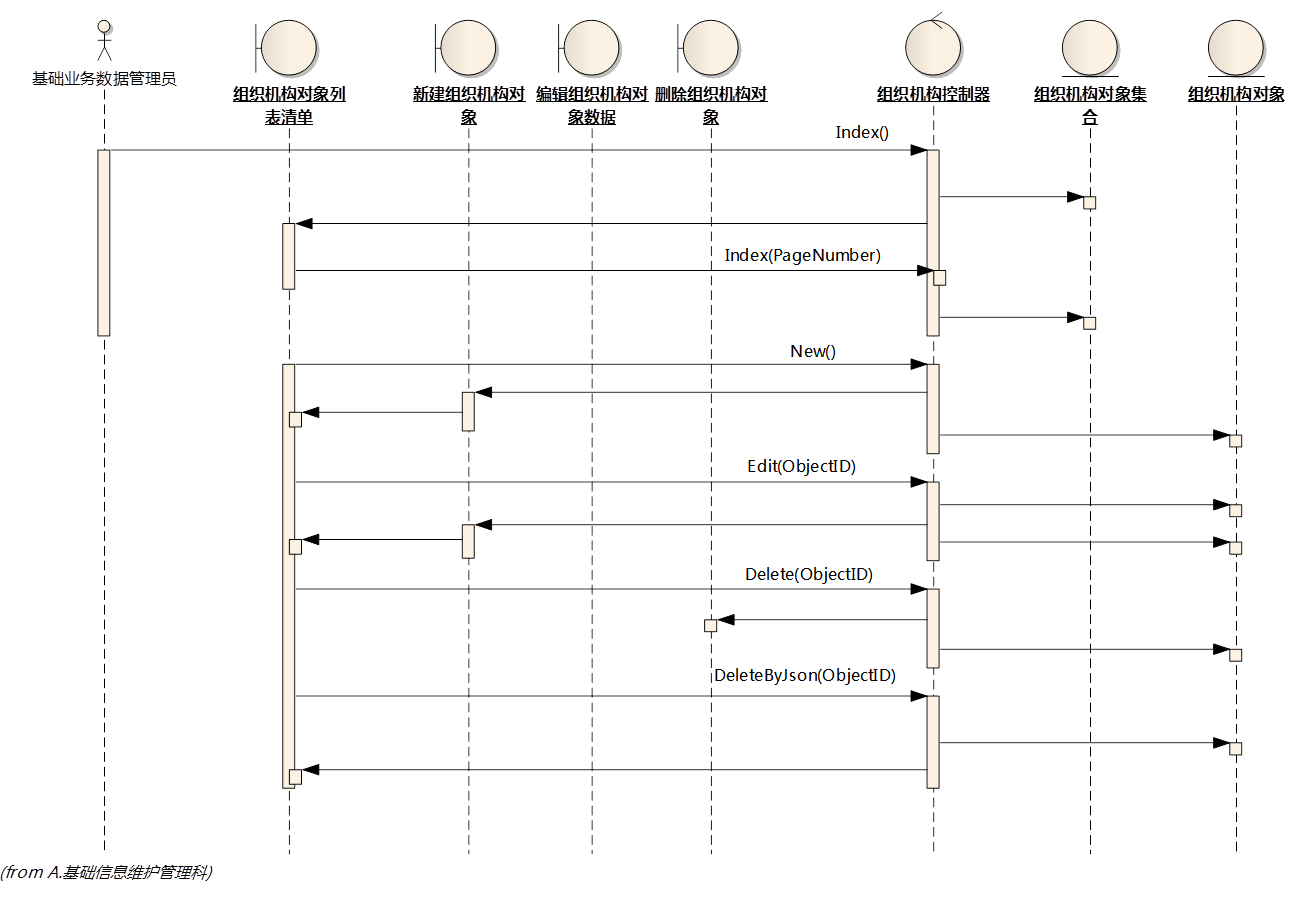 基础业务数据管理员
组织机构对象列
表清单
新建组织机构对
象
编辑组织机构对
象数据
删除组织机构对
象
组织机构控制器
组织机构对象集
合
组织机构对象
Index()
Index(PageNumber)
New()
Edit(ObjectID)
Delete(ObjectID)
DeleteByJson(ObjectID)
(from A.基础信息维护管理科)